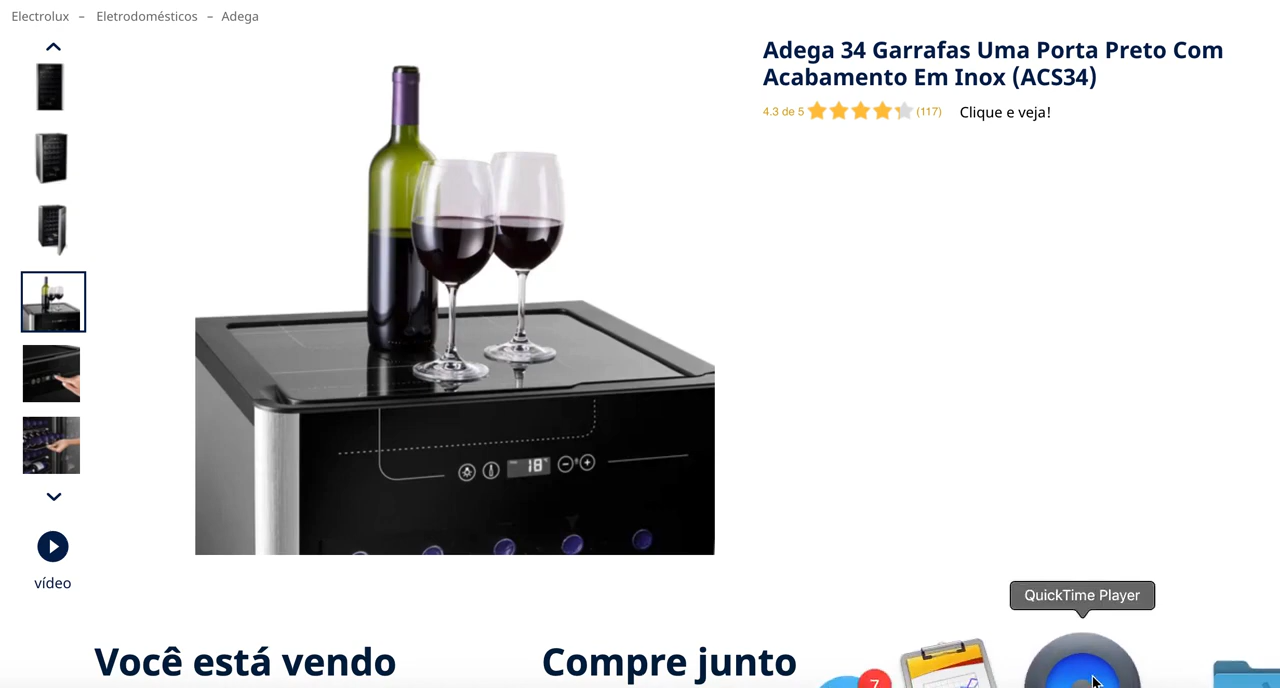 Electrolux – Eletrodomésticos – Adega
Adega 34 Garrafas Uma Porta Preto Com
Acabamento Em Inox (ACS34)
4.3 de 5 (117) Clique e veja!
18
vídeo
QuickTime Player
Você está vendo
Compre junto
7